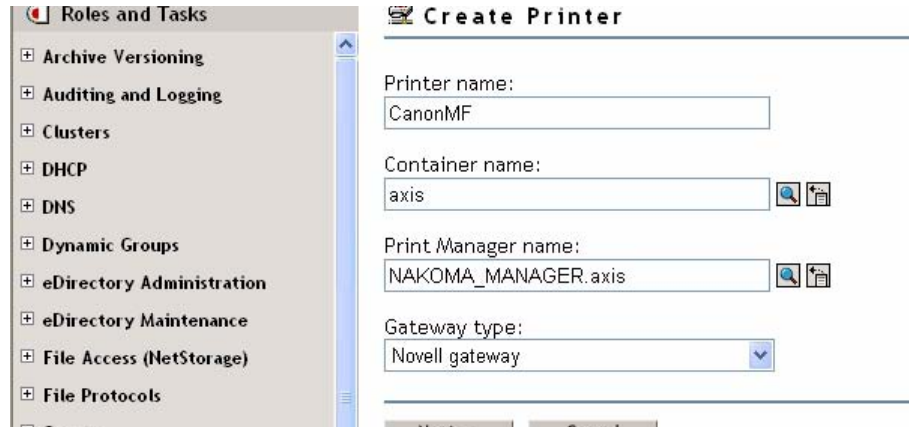 Roles and Tasks
Archive Versioning
Auditing and Logging
Clusters
DHCP
DNS
Dynamic Groups
eDirectory Administration
eDirectory Maintenance
File Access (NetStorage)
File Protocols
Create Printer
Printer name:
CanonMF
Container name:
axis
Print Manager name:
NAKOMA_MANAGER.axis
Gateway type:
Novell gateway